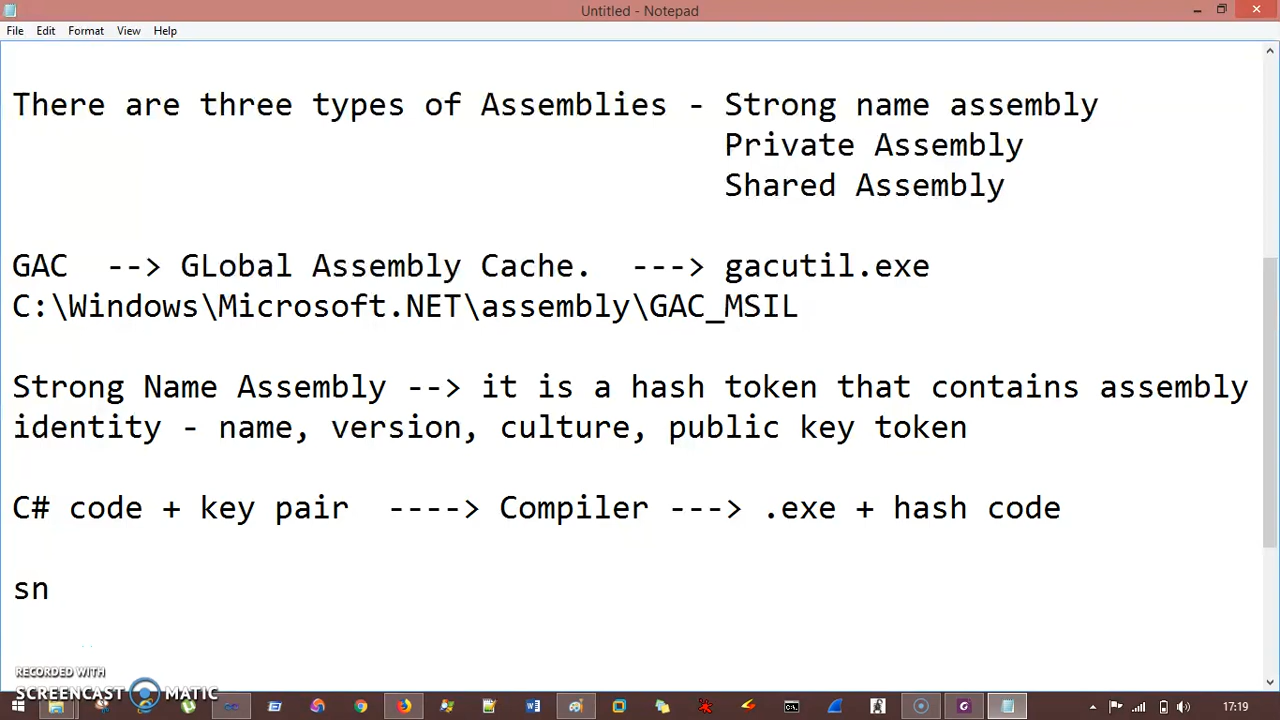 Untitled - Notepad
File Edit Format View Help
There are three types of Assemblies - Strong name assembly
Private Assembly
Shared Assembly
GAC --> GLobal Assembly Cache. ---> gacutil.exe
C:\Windows\Microsoft.NET\assembly\GAC_MSIL
Strong Name Assembly --> it is a hash token that contains assembly
identity - name, version, culture, public key token
C# code + key pair ----> Compiler ---> .exe + hash code
sn
RECORDED WITH
SCREENCAST MATIC
17:19